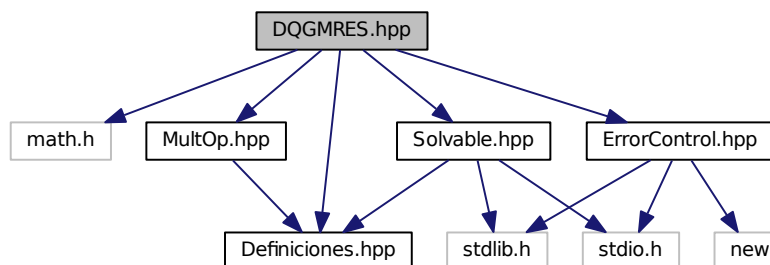 DQGMRES.hpp
math.h
MultOp.hpp
Solvable.hpp
ErrorControl.hpp
Definiciones.hpp
stdlib.h
stdio.h
new